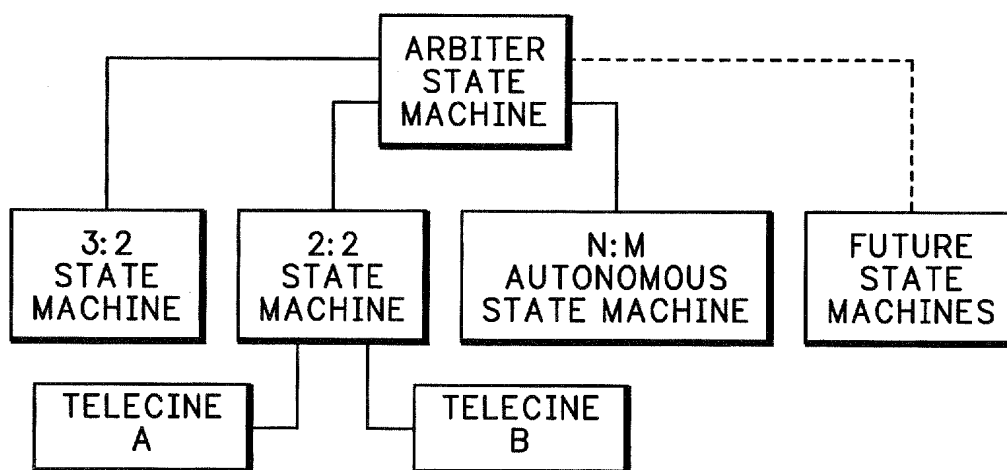 ARBITER
STATE
MACHINE
3:2
STATE
MACHINE
2:2
STATE
MACHINE
N:M
AUTONOMOUS
STATE MACHINE
FUTURE
STATE
MACHINES
TELECINE
A
TELECINE
B